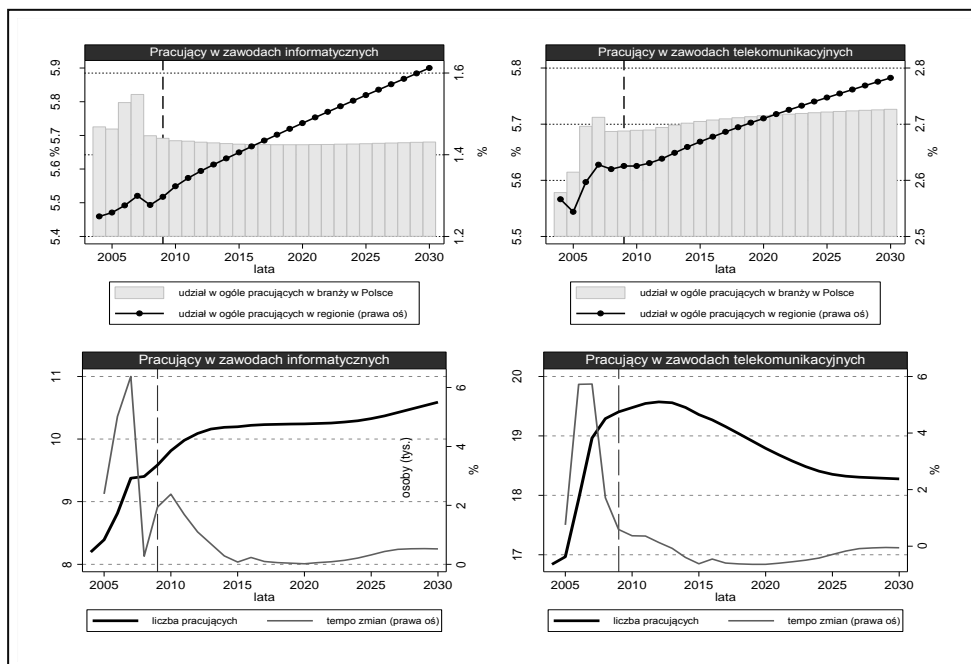 Pracujący w zawodach informatycznych
5.9
5.8
5.7
%
5.6
5.5
5.4
1.6
1.4
%
1.2
2005 2010 2015 2020 2025 2030
lata
udział w ogóle pracujących w branży w Polsce
udział w ogóle pracujących w regionie (prawa oś)
Pracujący w zawodach telekomunikacyjnych
5.8
5.7
%
5.6
5.5
2.8
2.7
%
2.6
2.5
2005 2010 2015 2020 2025 2030
lata
udział w ogóle pracujących w branży w Polsce
udział w ogóle pracujących w regionie (prawa oś)
Pracujący w zawodach informatycznych
11
10
9
8
6
4
%
2
0
2005 2010 2015 2020 2025 2030
lata
liczba pracujących
tempo zmian (prawa oś)
Pracujący w zawodach telekomunikacyjnych
osoby (tys.)
20
19
18
17
6
4
%
2
0
2005 2010 2015 2020 2025 2030
lata
liczba pracujących
tempo zmian (prawa oś)